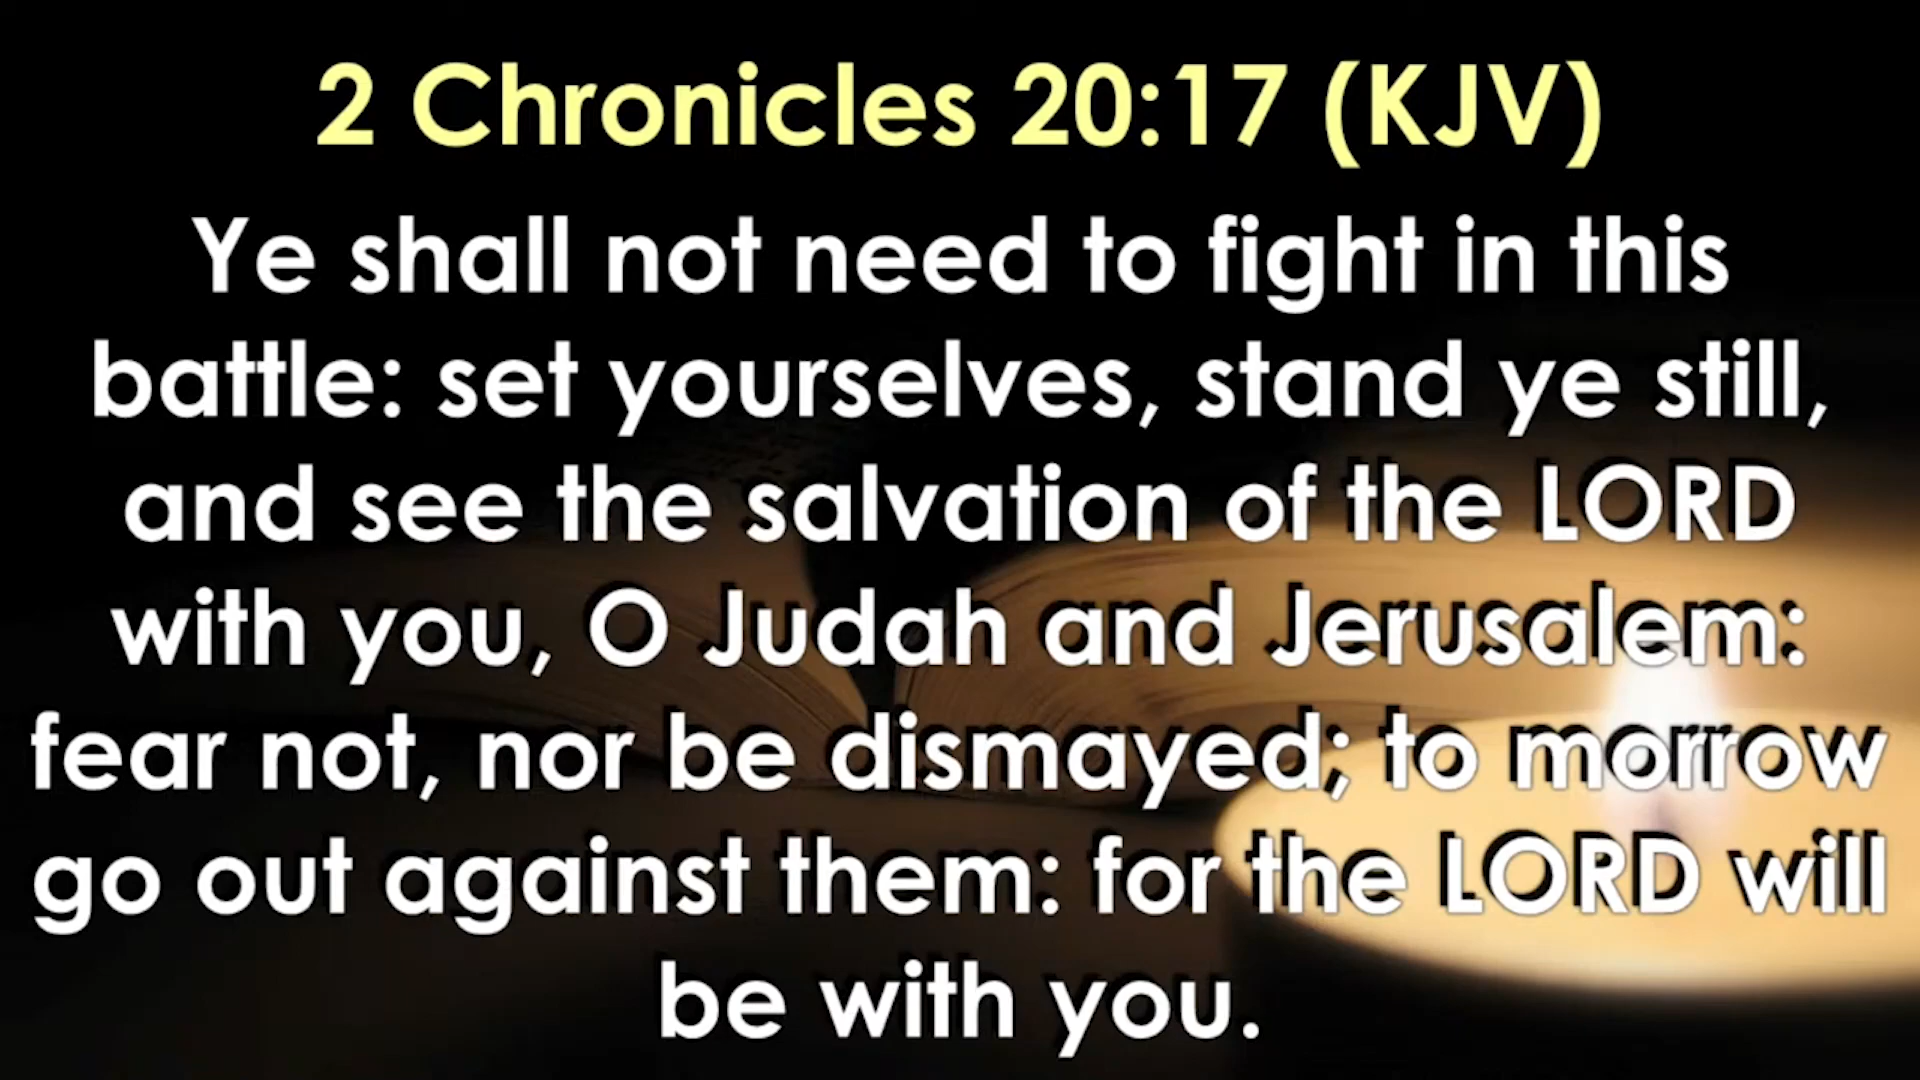 2 Chronicles 20:17 (KJV)
Ye shall not need to fight in this
battle: set yourselves, stand ye still,
and see the salvation of the LORD
with you, O Judah and Jerusalem:
fear not, nor be dismayed; to morrow
go out against them: for the LORD will
be with you.